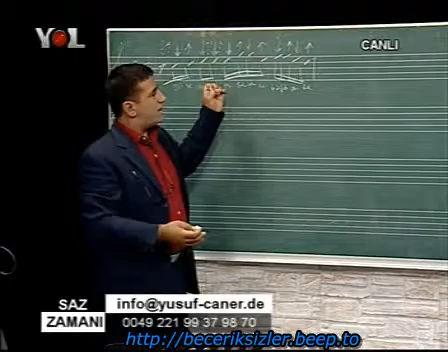 YOL
CANLI
SAZ
ZAMANI
info@yusuf-caner.de
0049 221 99 37 98 70
http://beceriksizler.beep.to